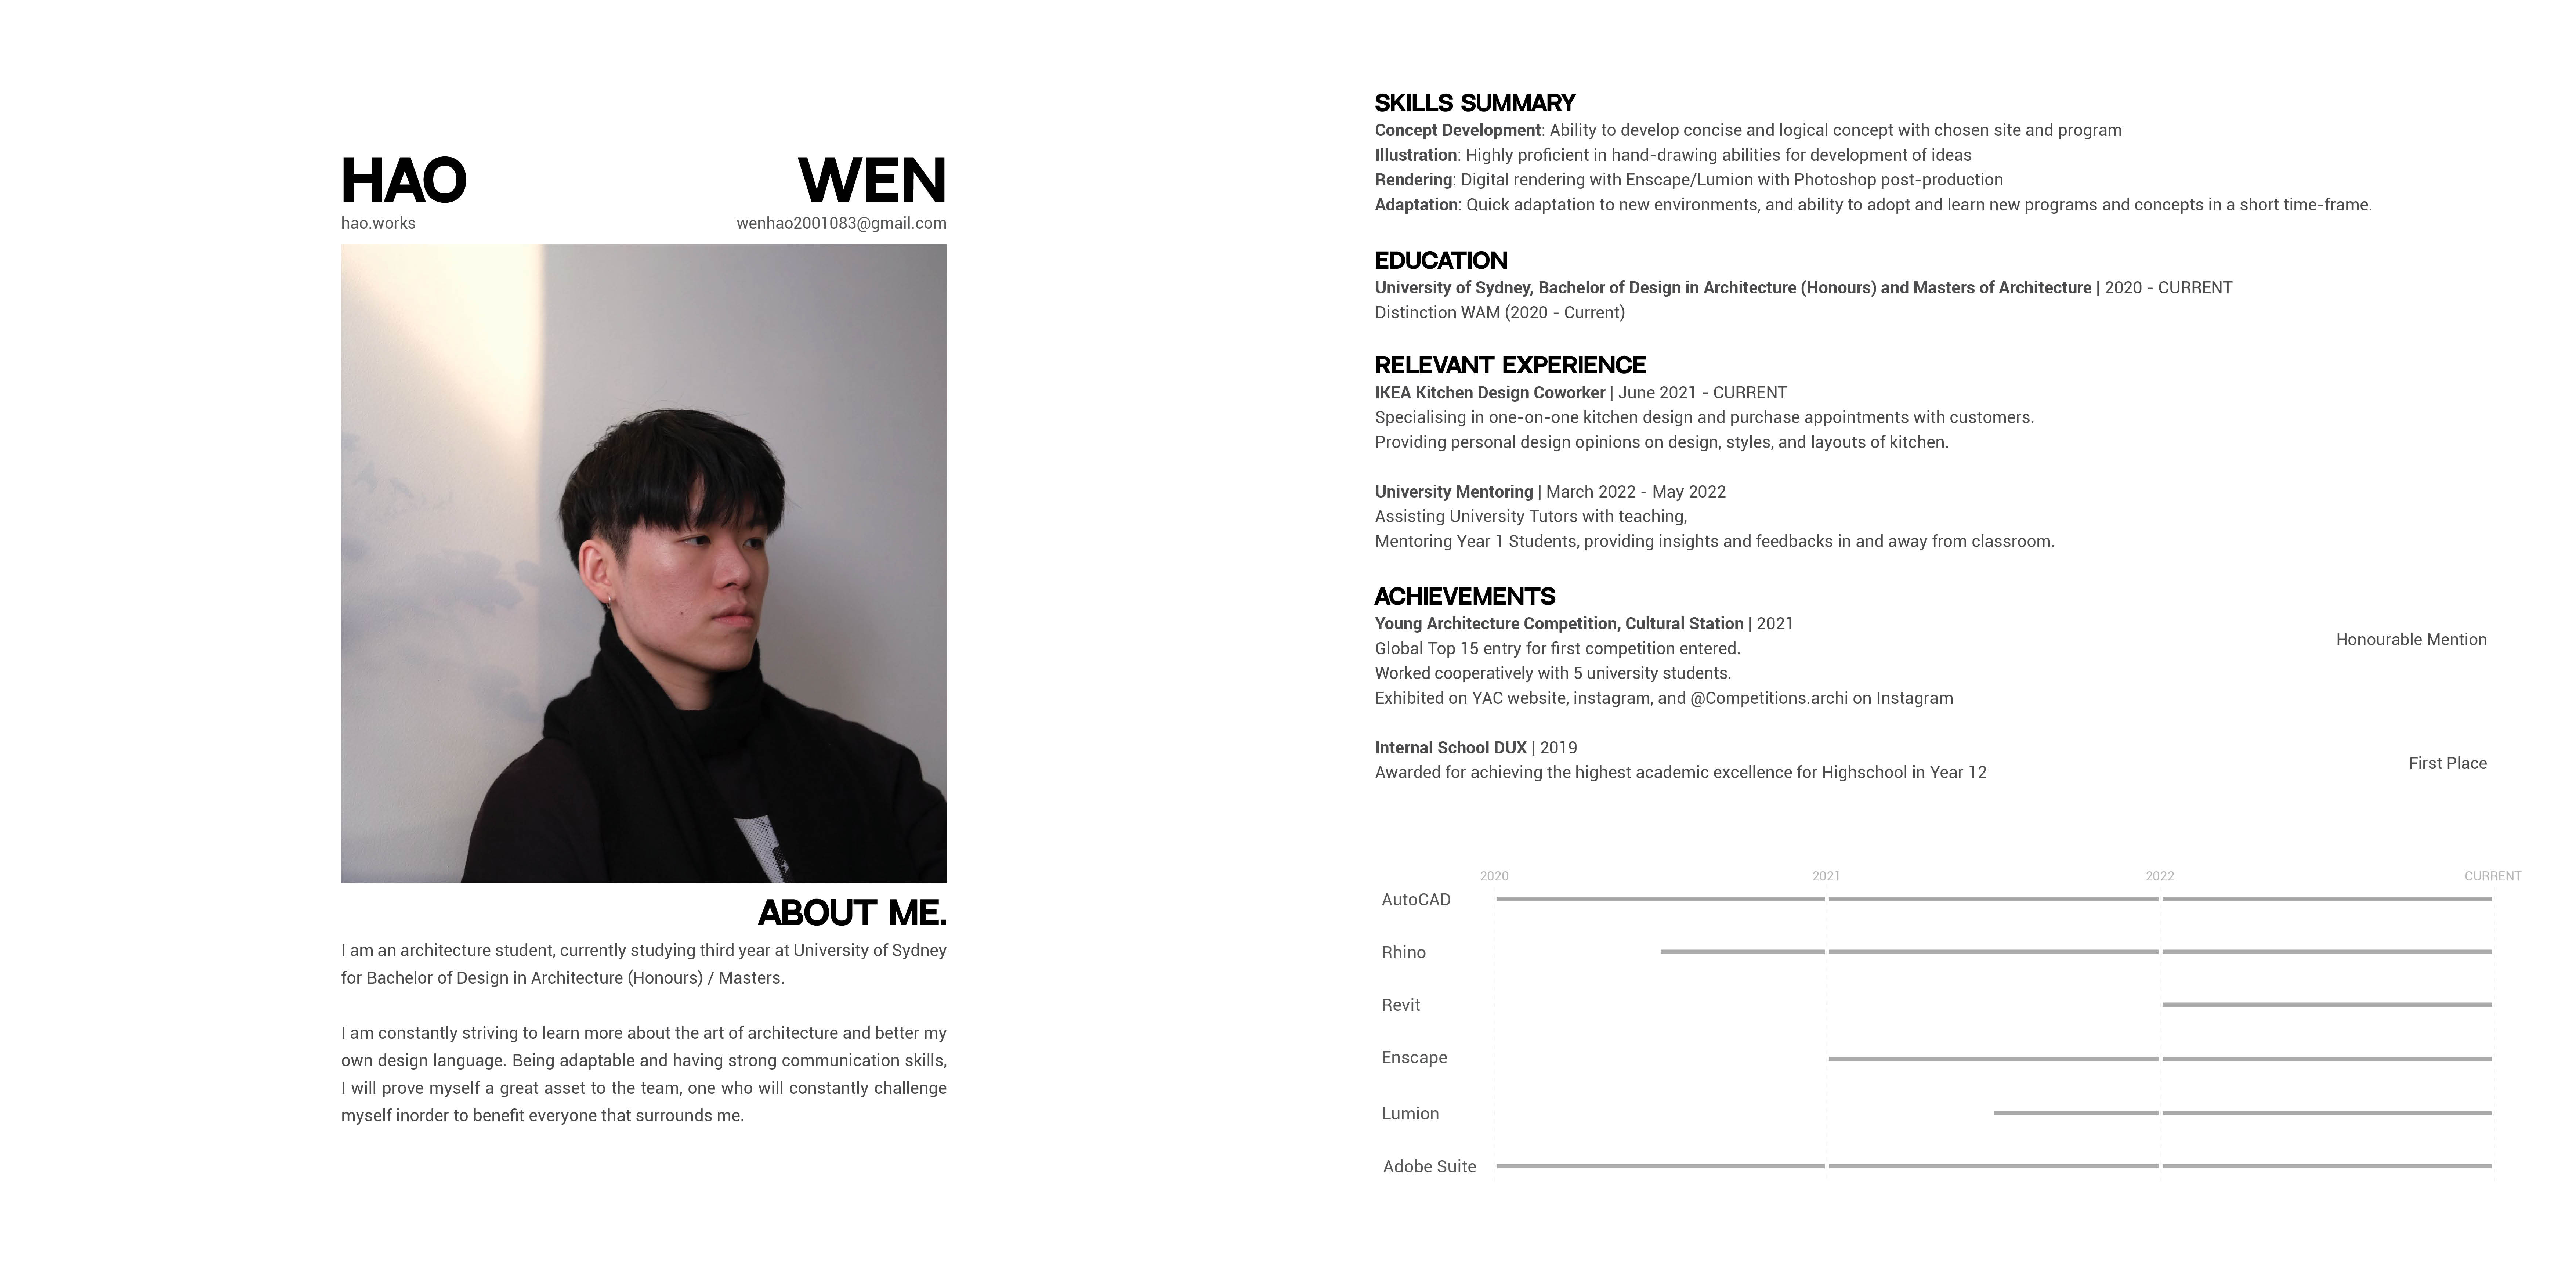 HAO WEN
hao.works wenhao2001083@gmail.com
ABOUT ME.
I am an architecture student, currently studying third year at University of Sydney
for Bachelor of Design in Architecture (Honours) / Masters.
I am constantly striving to learn more about the art of architecture and better my
own design language. Being adaptable and having strong communication skills,
I will prove myself a great asset to the team, one who will constantly challenge
myself inorder to benefit everyone that surrounds me.
SKILLS SUMMARY
Concept Development: Ability to develop concise and logical concept with chosen site and program
Illustration: Highly proficient in hand-drawing abilities for development of ideas
Rendering: Digital rendering with Enscape/Lumion with Photoshop post-production
Adaptation: Quick adaptation to new environments, and ability to adopt and learn new programs and concepts in a short time-frame.
EDUCATION
University of Sydney, Bachelor of Design in Architecture (Honours) and Masters of Architecture | 2020 - CURRENT
Distinction WAM (2020 - Current)
RELEVANT EXPERIENCE
IKEA Kitchen Design Coworker | June 2021 - CURRENT
Specialising in one-on-one kitchen design and purchase appointments with customers.
Providing personal design opinions on design, styles, and layouts of kitchen.
University Mentoring | March 2022 - May 2022
Assisting University Tutors with teaching,
Mentoring Year 1 Students, providing insights and feedbacks in and away from classroom.
ACHIEVEMENTS
Young Architecture Competition, Cultural Station | 2021
Honourable Mention
Global Top 15 entry for first competition entered.
Worked cooperatively with 5 university students.
Exhibited on YAC website, instagram, and @Competitions.archi on Instagram
Internal School DUX | 2019
First Place
Awarded for achieving the highest academic excellence for Highschool in Year 12
2020 2021 2022 CURRENT
AutoCAD
Rhino
Revit
Enscape
Lumion
Adobe Suite